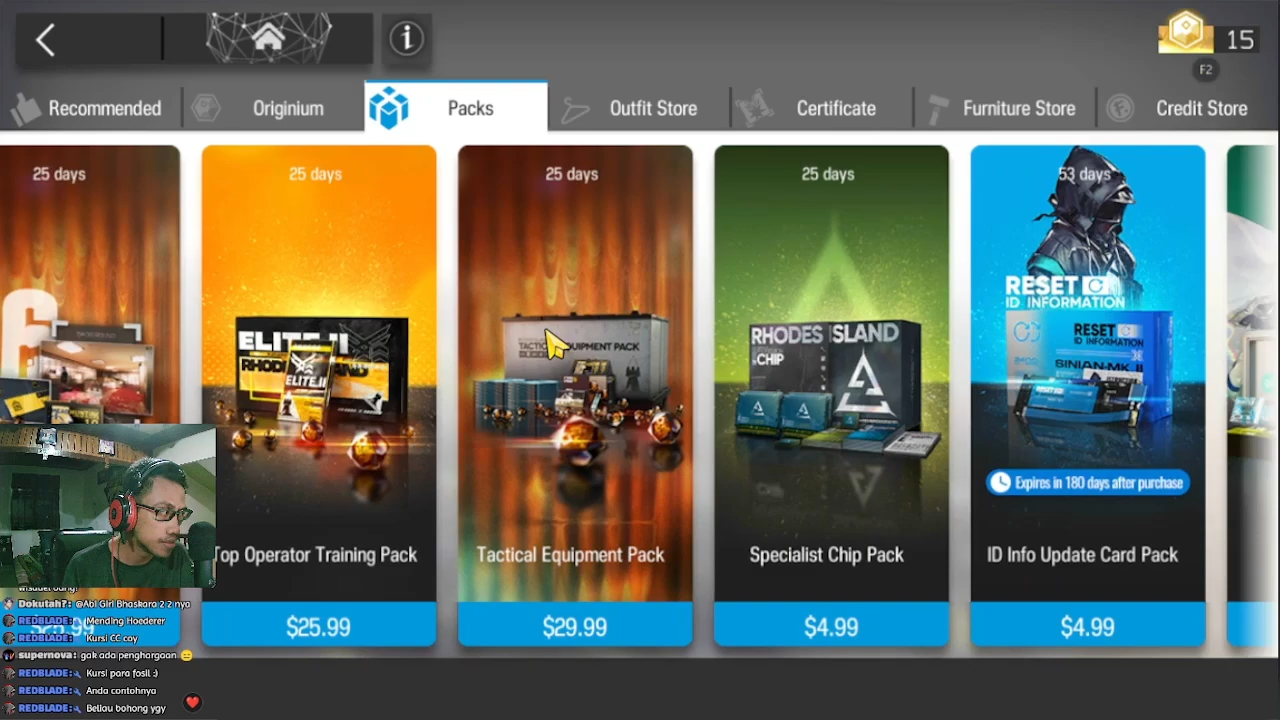 15
F2
Recommended
Originium
Packs
Outfit Store
Certificate
Furniture Store
Credit Store
25 days
25 days
25 days
25 days
53 days
RESET
ID INFORMATION
ELITE II
ELITE II
EQUIPMENT PACK
RHODES ISLAND
CHIP
RESET
ID INFORMATION
Expires in 180 days after purchase
Top Operator Training Pack
Tactical Equipment Pack
Specialist Chip Pack
ID Info Update Card Pack
$25.99
$29.99
$4.99
$4.99
Dokutah?: @Abi Girl Bhaskara 2 2 nya
REDBLADE: Mending Hoederer
REDBLADE: Kursi CC coy
supernova: gak ada penghargaan 😑
REDBLADE: Kursi para fosil :)
REDBLADE: Anda contohnya
REDBLADE: Beliau bohong ygy